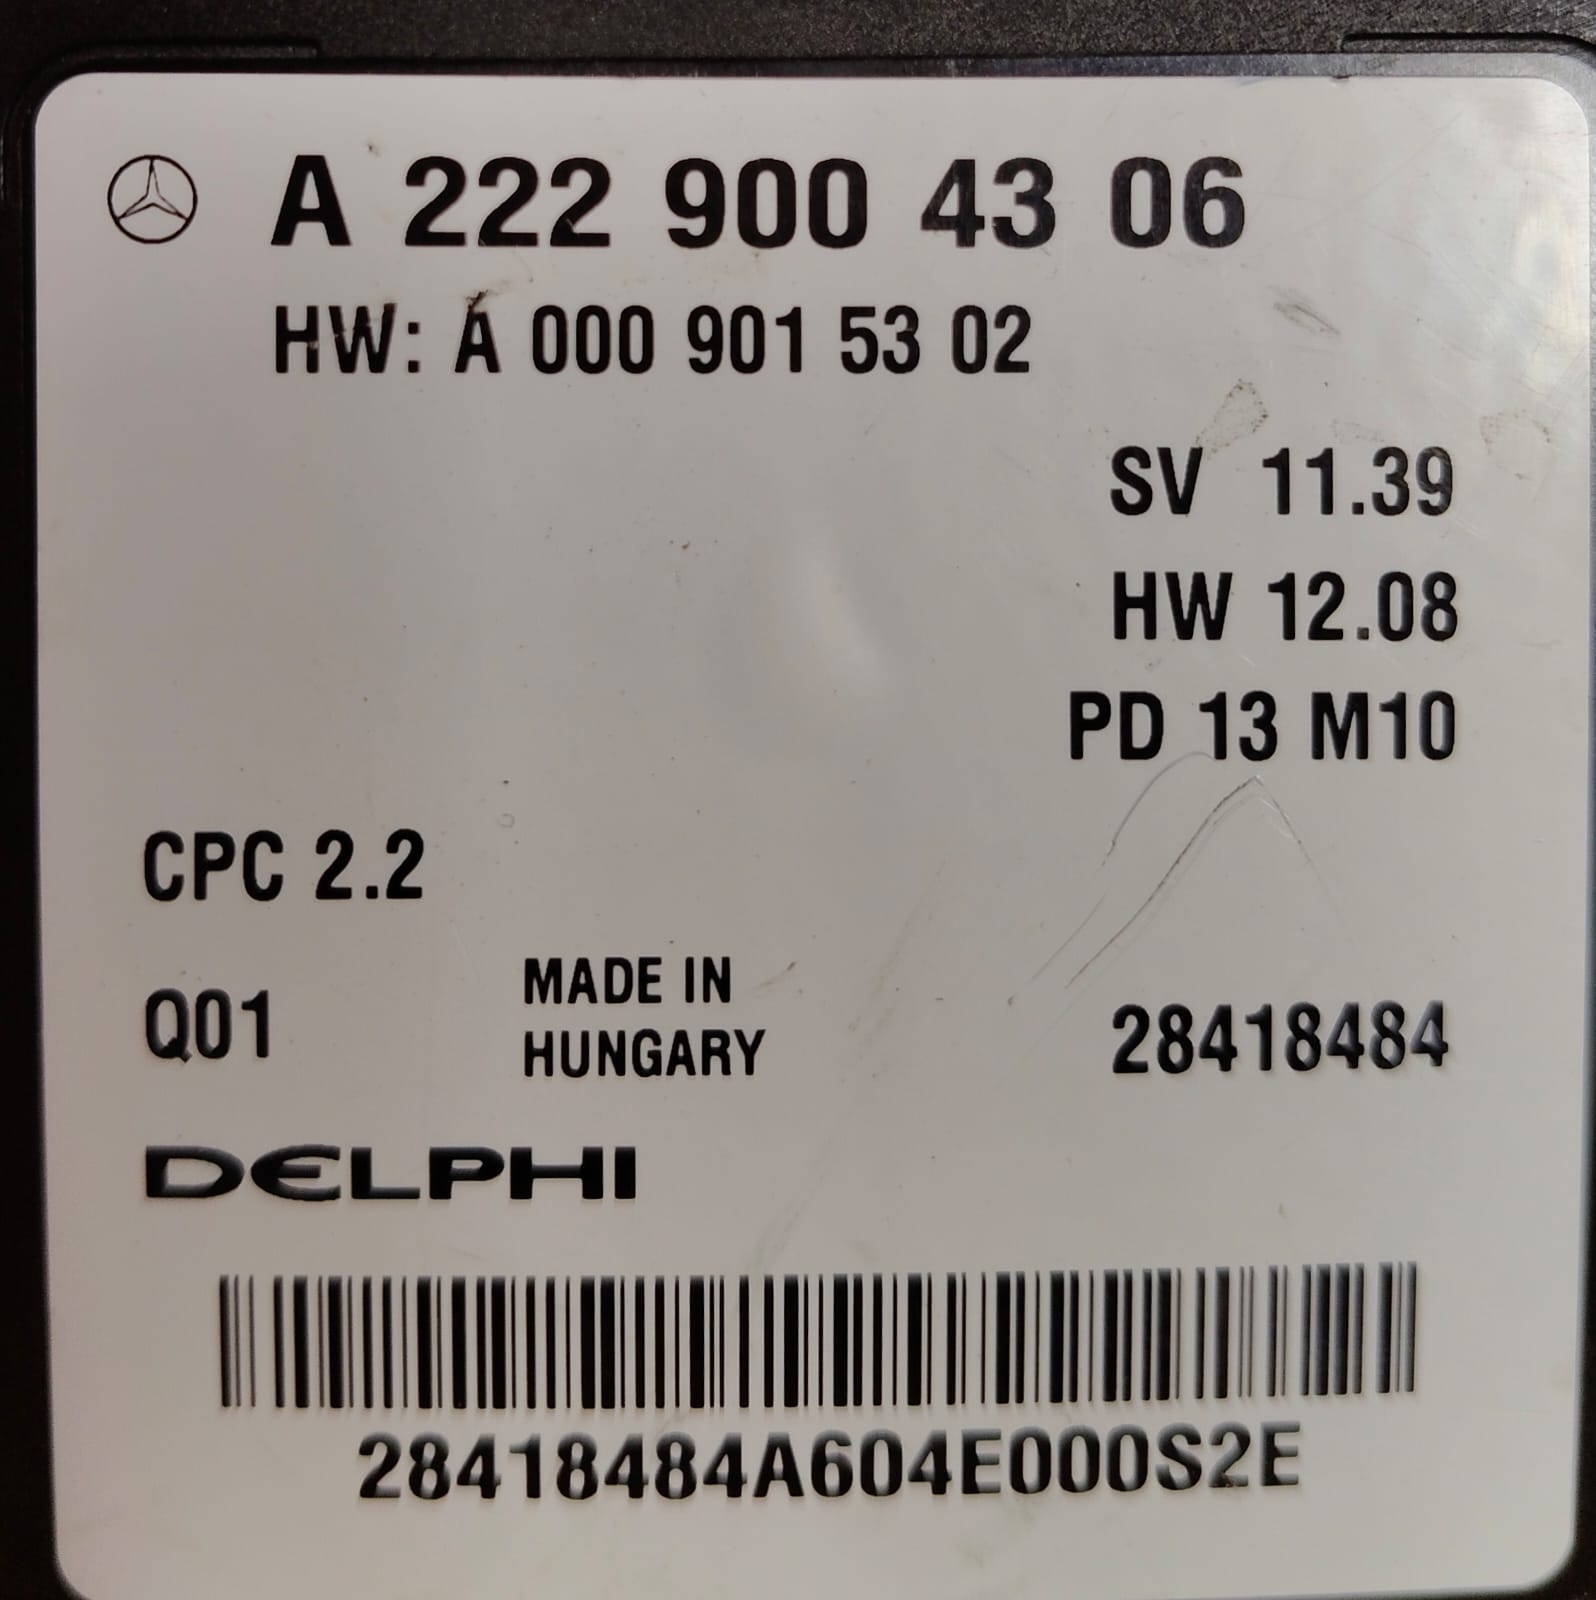 A 222 900 43 06
HW: A 000 901 53 02
SV 11.39
HW 12.08
PD 13 M10
CPC 2.2
Q01
MADE IN
HUNGARY
28418484
DELPHI
28418484A604E000S2E